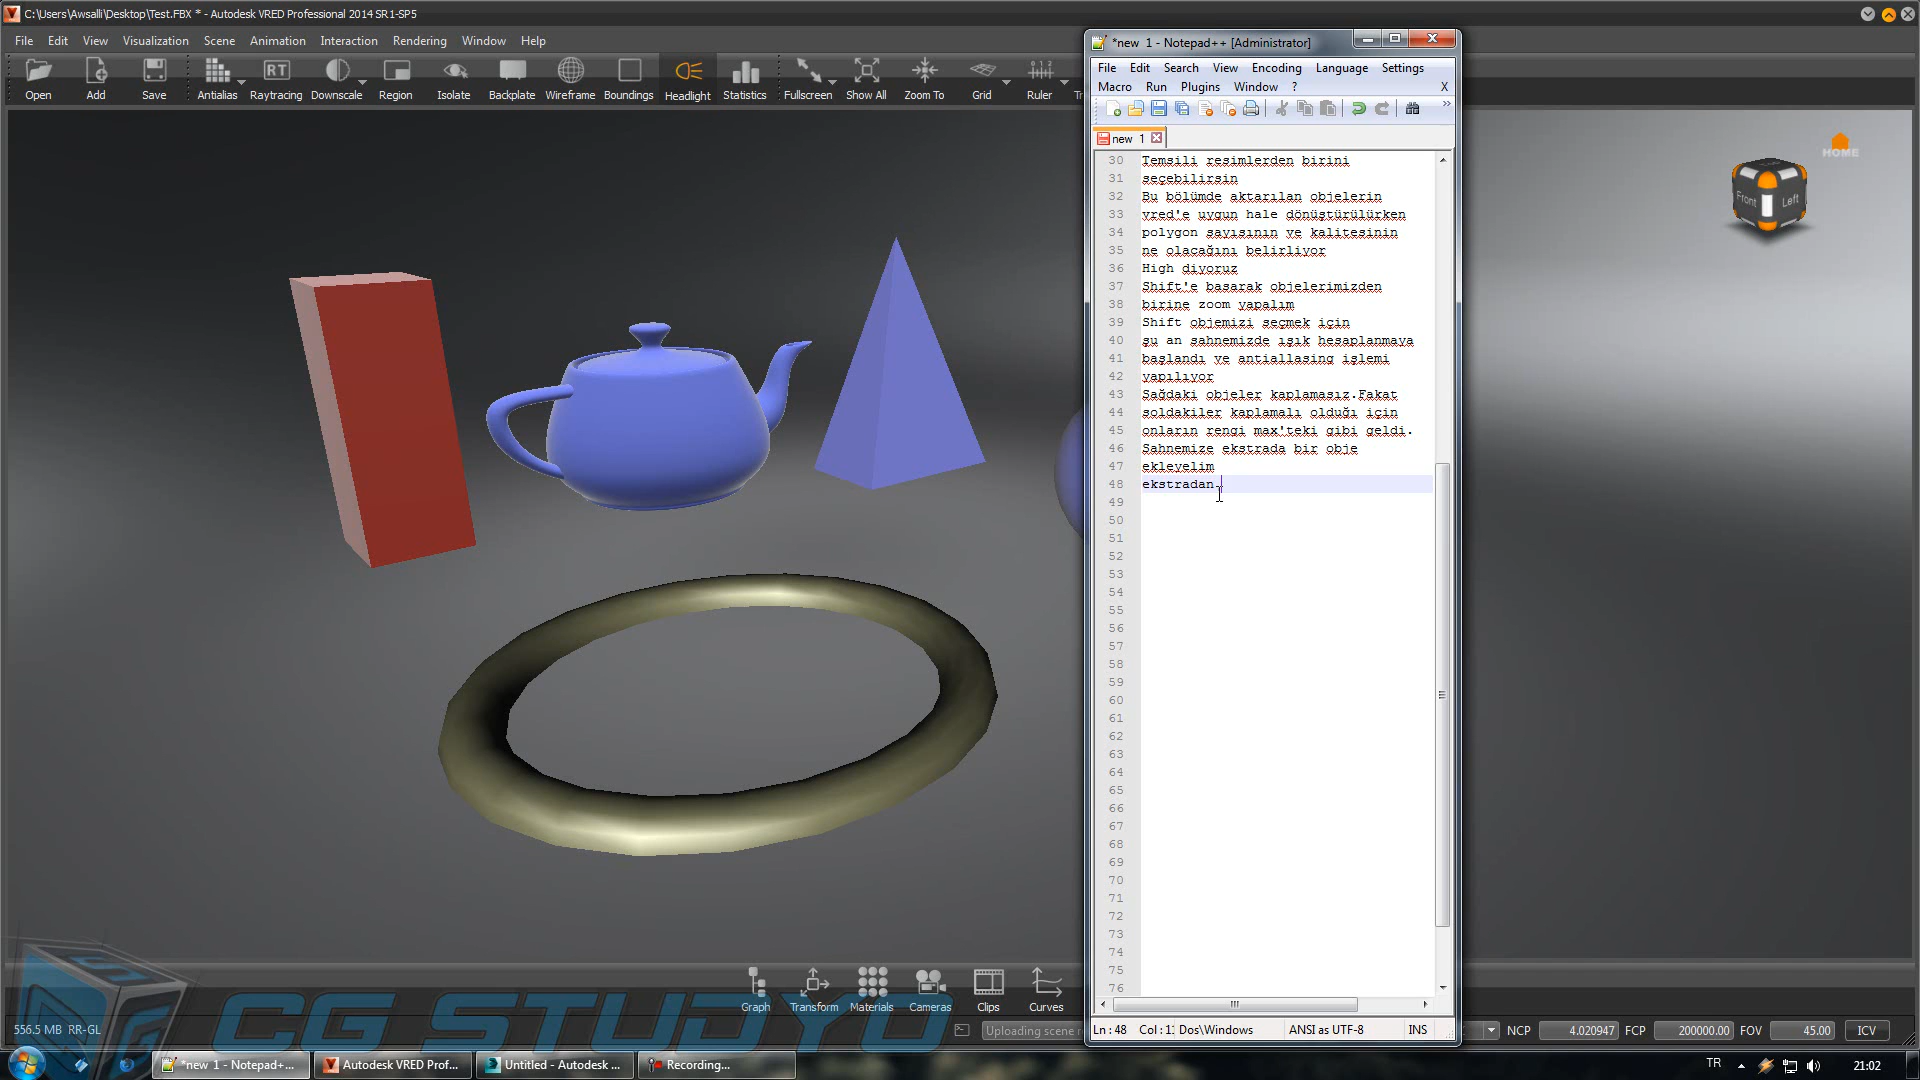 C:\Users\Awsalli\Desktop\Test.FBX * - Autodesk VRED Professional 2014 SR1-SP5
File Edit View Visualization Scene Animation Interaction Rendering Window Help
Open Add Save Antialias Raytracing Downscale Region Isolate Backplate Wireframe Boundings Headlight Statistics Fullscreen Show All Zoom To Grid Ruler
RT
*new 1 - Notepad++ [Administrator]
File Edit Search View Encoding Language Settings
Macro Run Plugins Window ? X
new 1
30 Temsili resimlerden birini
31 seçebilirsin
32 Bu bölümde aktarılan objelerin
33 vred'e uygun hale dönüştürülürken
34 polygon sayısının ve kalitesinin
35 ne olacağını belirliyor
36 High diyoruz
37 Shift'e basarak objelerimizden
38 birine zoom yapalım
39 Shift objemizi seçmek için
40 şu an sahnemizde ışık hesaplanmaya
41 başlandı ve antiallasing işlemi
42 yapılıyor
43 Sağdaki objeler kaplamasız.Fakat
44 soldakiler kaplamalı olduğı için
45 onların rengi max'teki gibi geldi.
46 Sahnemize ekstrada bir obje
47 ekleyelim
48 ekstradan.
49
50
51
52
53
54
55
56
57
58
59
60
61
62
63
64
65
66
67
68
69
70
71
72
73
74
75
76
Ln : 48 Dos\Windows ANSI as UTF-8 INS
HOME
Front Left
Graph Transform Materials Cameras Clips Curves
CG STUDYO
556.5 MB RR-GL
Uploading scene
NCP 4.020947 FCP 200000.00 FOV 45.00 ICV
*new 1 - Notepad+... Autodesk VRED Prof... Untitled - Autodesk ... Recording...
TR 21:02